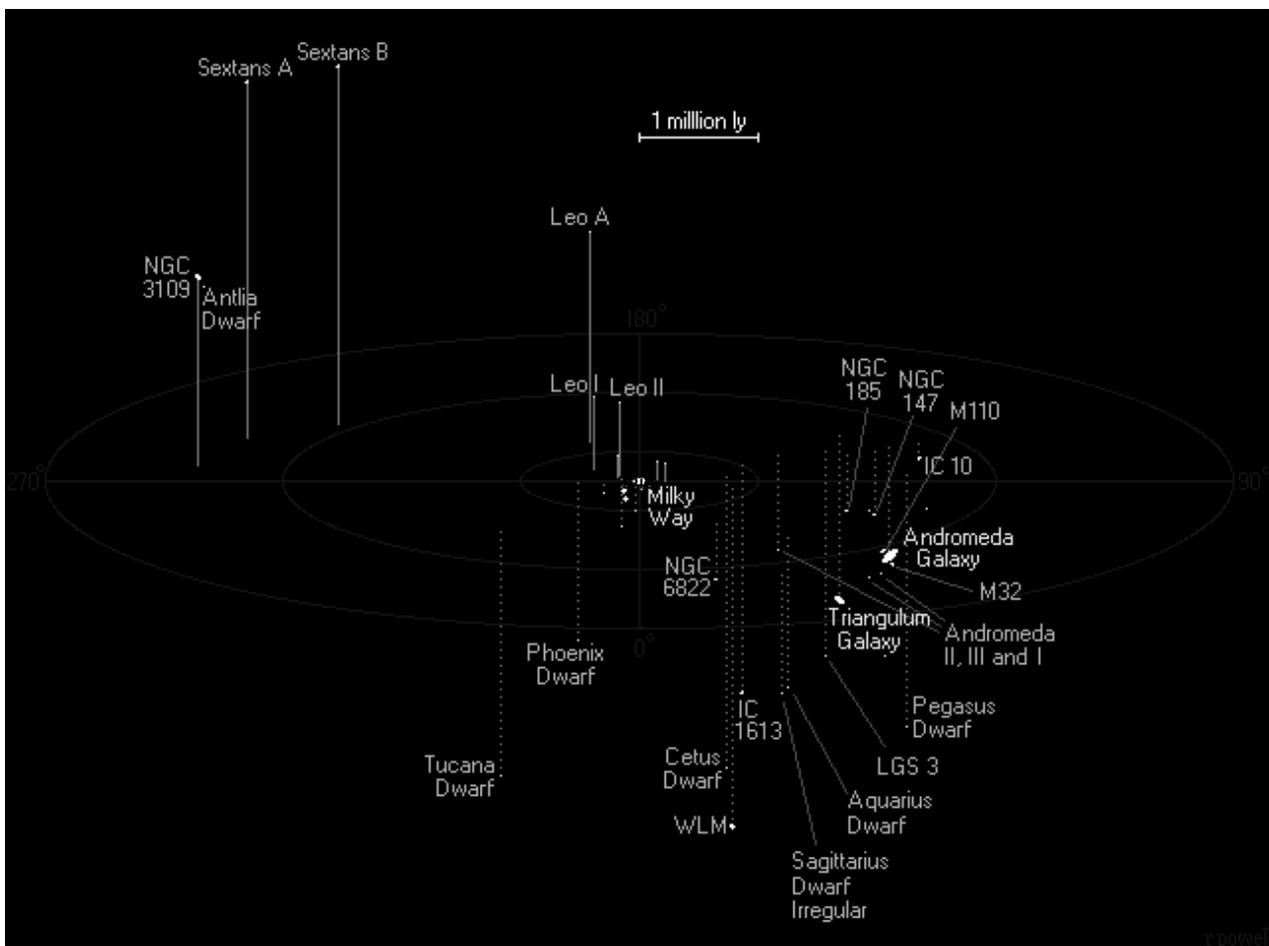 Sextans B
Sextans A
1 milllion ly
Leo A
NGC
3109
Antlia
Dwarf
180°
NGC
185
NGC
147
M110
Leo I
Leo II
IC 10
270°
90°
Milky
Way
Andromeda
Galaxy
NGC
6822
M32
Triangulum
Galaxy
Andromeda
II, III and I
0°
Phoenix
Dwarf
IC
1613
Pegasus
Dwarf
Tucana
Dwarf
Cetus
Dwarf
LGS 3
Aquarius
Dwarf
WLM
Sagittarius
Dwarf
Irregular
r powell